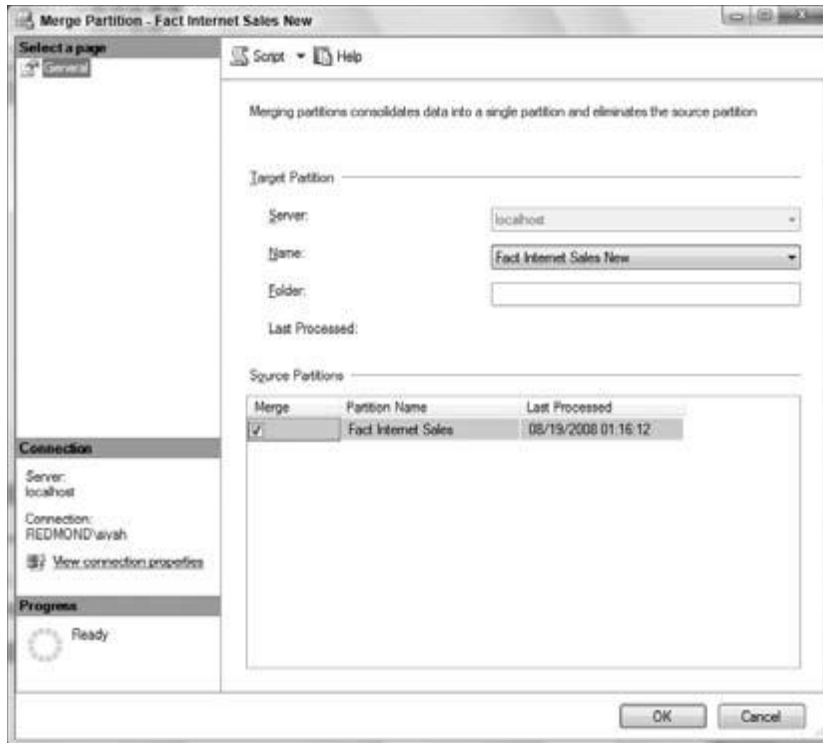 Merge Partition - Fact Internet Sales New
Select a page
General
Script
Help
Merging partitions consolidates data into a single partition and eliminates the source partition
Target Partition
Server:
localhost
Name:
Fact Internet Sales New
Folder:
Last Processed:
Source Partitions
Merge Partition Name Last Processed
Fact Internet Sales 08/19/2008 01:16:12
Connection
Server:
localhost
Connection:
View connection properties
Progress
Ready
OK
Cancel